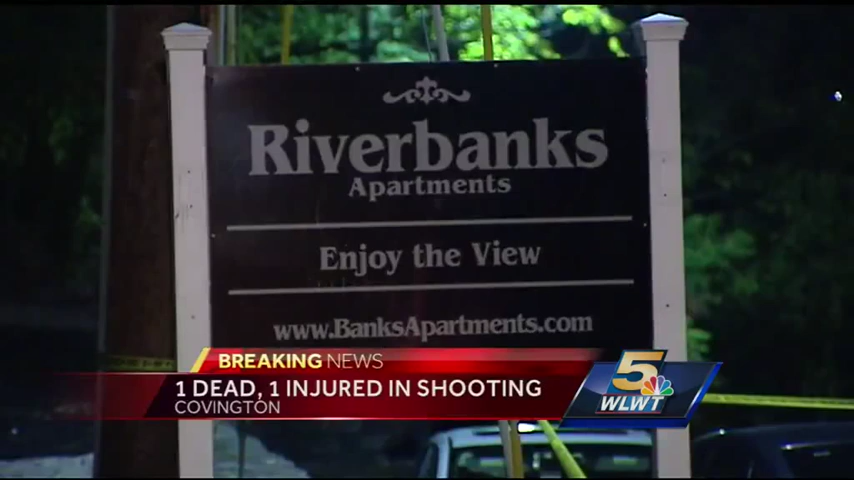 Riverbanks
Apartments
Enjoy the View
www.BanksApartments.com
BREAKING NEWS
1 DEAD, 1 INJURED IN SHOOTING
COVINGTON
5
WLWT